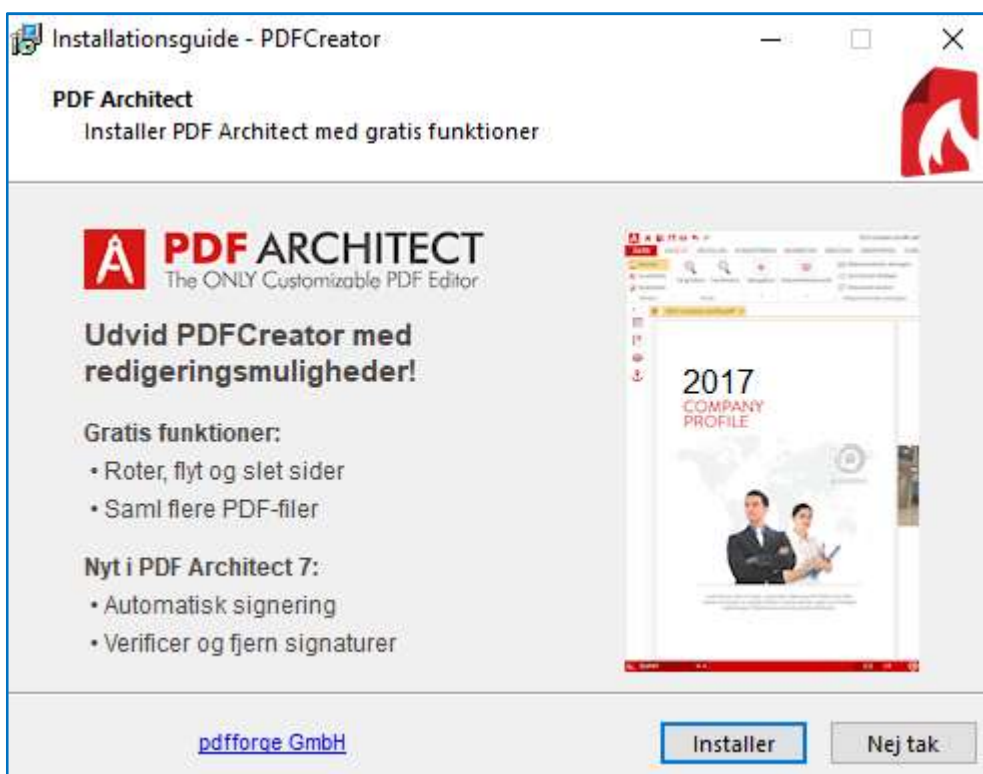 Installationsguide - PDFCreator
PDF Architect
Installer PDF Architect med gratis funktioner
PDF ARCHITECT
The ONLY Customizable PDF Editor
Udvid PDFCreator med
redigeringsmuligheder!
Gratis funktioner:
• Roter, flyt og slet sider
• Saml flere PDF-filer
Nyt i PDF Architect 7:
• Automatisk signering
• Verificer og fjern signaturer
2017
COMPANY
PROFILE
pdfforge GmbH
Installer
Nej tak